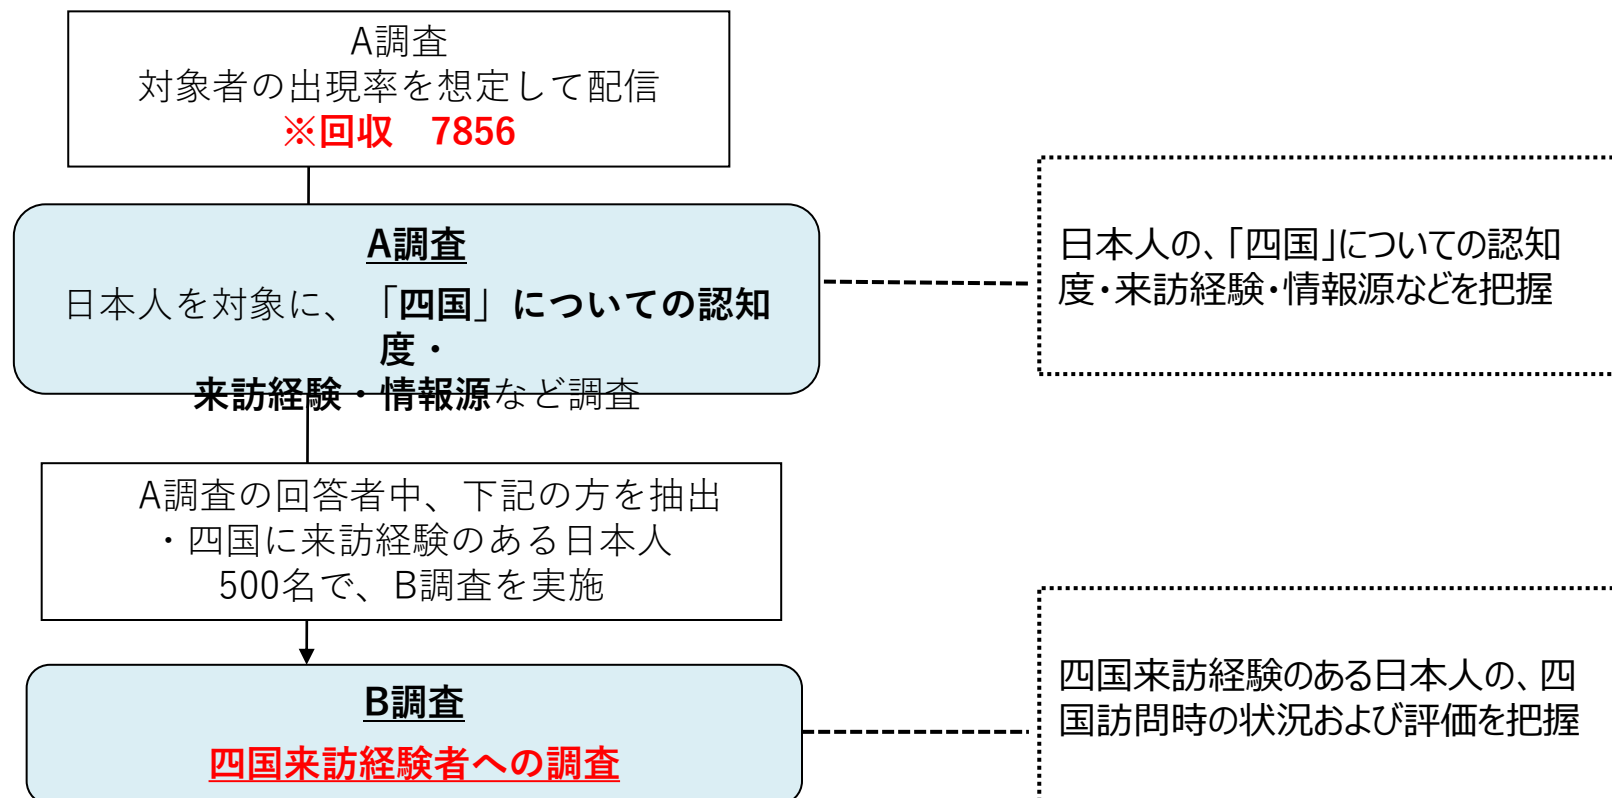 A調査
対象者の出現率を想定して配信
※回収　7856
A調査
日本人を対象に、「四国」についての認知
度・
来訪経験・情報源など調査
日本人の、「四国」についての認知
度・来訪経験・情報源などを把握
A調査の回答者中、下記の方を抽出
・四国に来訪経験のある日本人
500名で、B調査を実施
B調査
四国来訪経験者への調査
四国来訪経験のある日本人の、四
国訪問時の状況および評価を把握